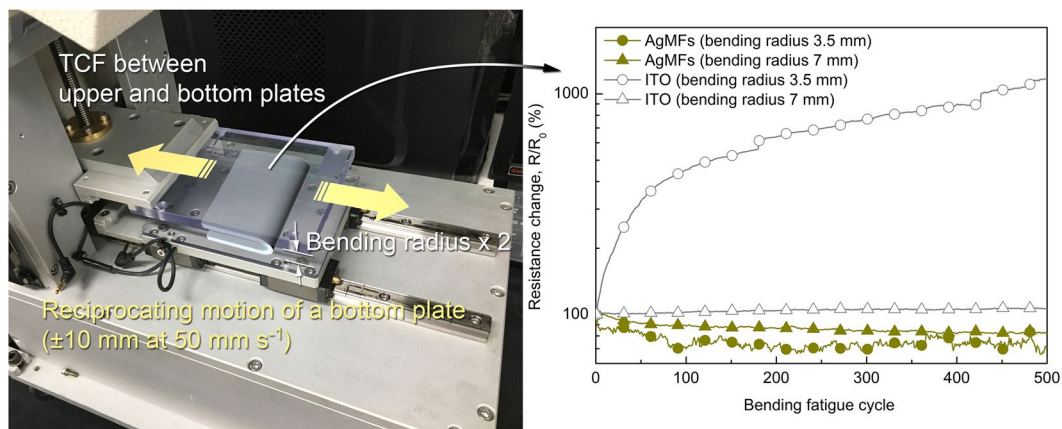 TCF between
upper and bottom plates
Bending radius x 2
Reciprocating motion of a bottom plate
(±10 mm at 50 mm s⁻¹)
AgMFs (bending radius 3.5 mm)
AgMFs (bending radius 7 mm)
ITO (bending radius 3.5 mm)
ITO (bending radius 7 mm)
Resistance change, R/R₀ (%)
1000
100
0
100
200
300
400
500
Bending fatigue cycle